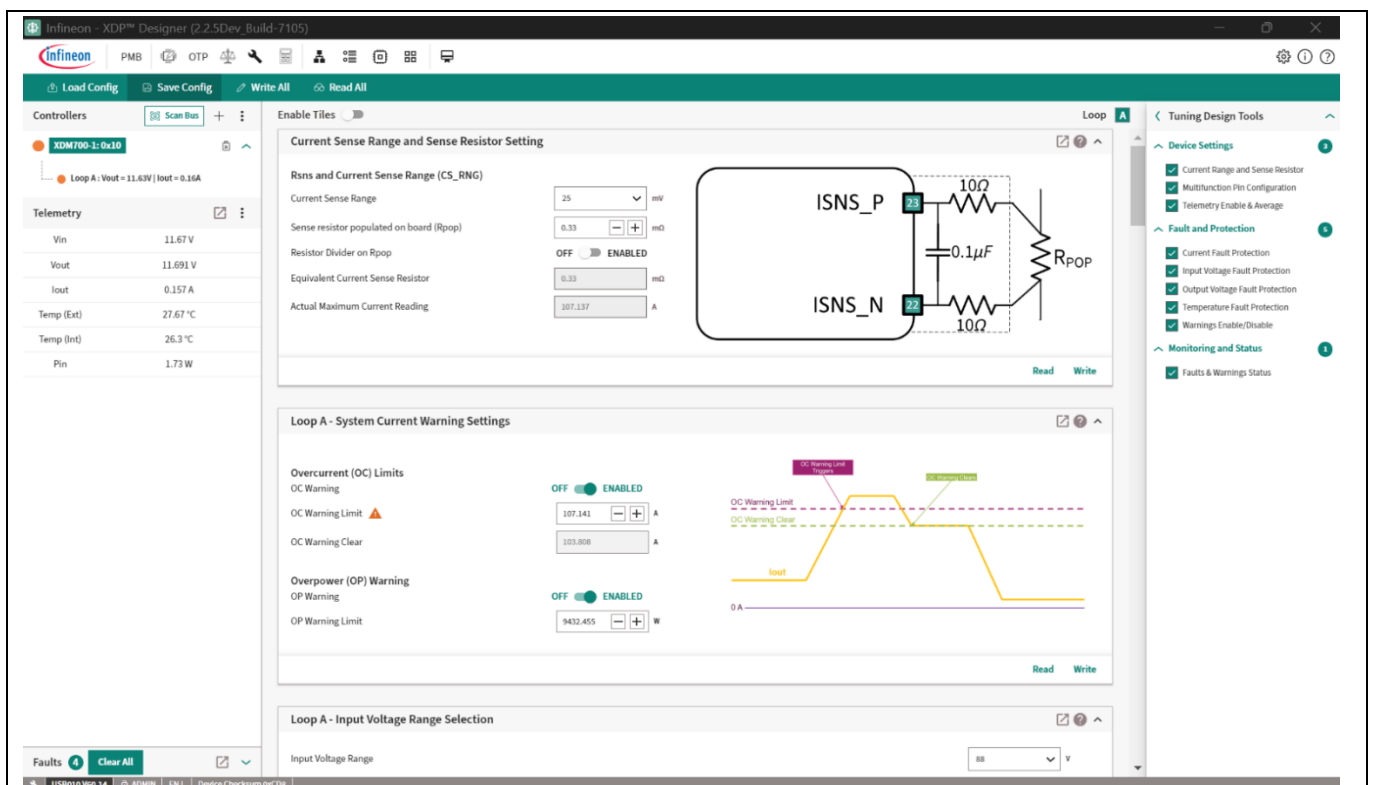 Infineon - XDP™ Designer (2.2.5Dev_Build-7105)
infineon PMB OTP
Load Config Save Config Write All Read All
Controllers Scan Bus
XDM700-1: 0x10
Loop A : Vout = 11.63V | Iout = 0.16A
Telemetry
Vin 11.67 V
Vout 11.691 V
Iout 0.157 A
Temp (Ext) 27.67 °C
Temp (Int) 26.3 °C
Pin 1.73 W
Faults 4 Clear All
USB010 V60.14 ADMIN EN L Device Checksum
Enable Tiles Loop A
Current Sense Range and Sense Resistor Setting
Rsns and Current Sense Range (CS_RNG)
Current Sense Range 25 mV
Sense resistor populated on board (Rpop) 0.33 mΩ
Resistor Divider on Rpop OFF ENABLED
Equivalent Current Sense Resistor 0.33 mΩ
Actual Maximum Current Reading 107.137 A
10Ω
ISNS_P 23
0.1µF
RPOP
ISNS_N 22
10Ω
Read Write
Loop A - System Current Warning Settings
Overcurrent (OC) Limits
OC Warning OFF ENABLED
OC Warning Limit 107.141 A
OC Warning Clear 103.808 A
Overpower (OP) Warning
OP Warning OFF ENABLED
OP Warning Limit 9432.455 W
OC Warning Limit
Triggers
OC Warning Clears
OC Warning Limit
OC Warning Clear
Iout
0 A
Read Write
Loop A - Input Voltage Range Selection
Input Voltage Range 88 V
Tuning Design Tools
Device Settings 3
Current Range and Sense Resistor
Multifunction Pin Configuration
Telemetry Enable & Average
Fault and Protection 5
Current Fault Protection
Input Voltage Fault Protection
Output Voltage Fault Protection
Temperature Fault Protection
Warnings Enable/Disable
Monitoring and Status 1
Faults & Warnings Status